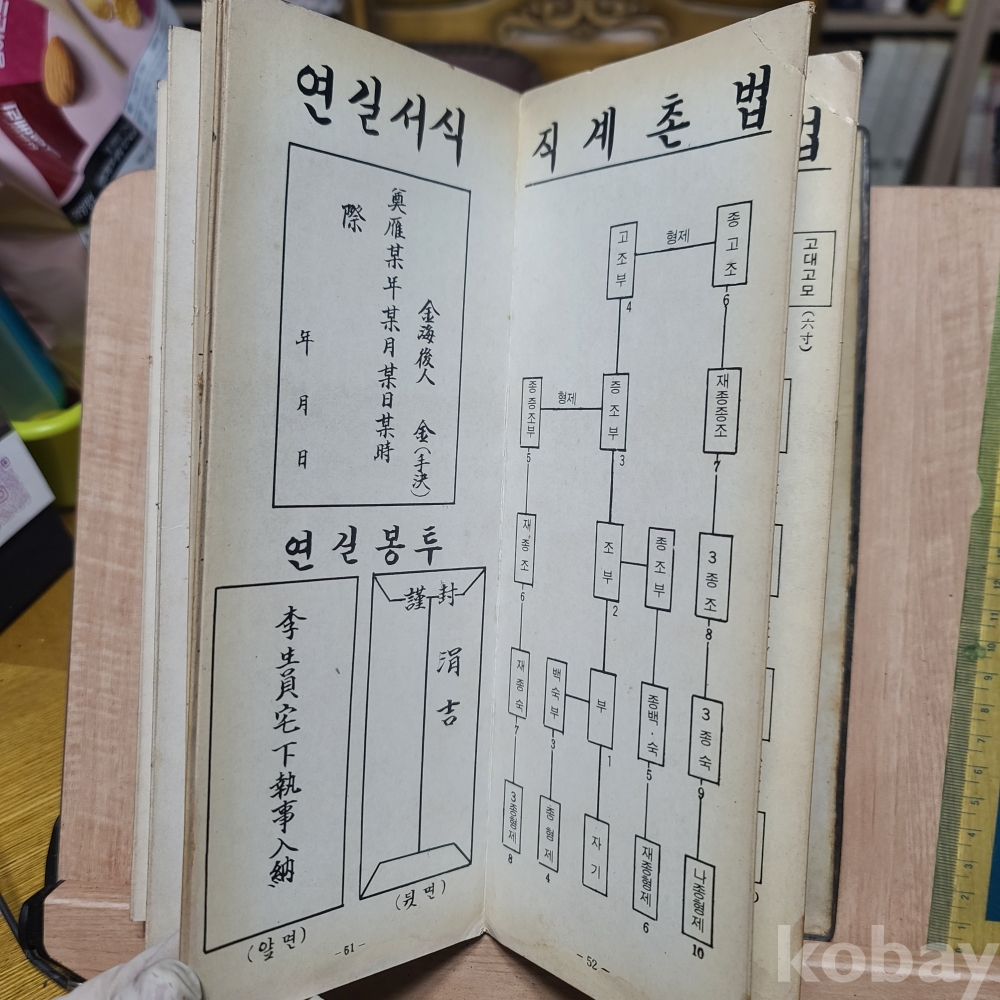 연길서식
金海後人 金(手決)
奠雁某年某月某日某時
際
年 月 日
연길봉투
李生員宅下執事入納
(앞면)
謹封
涓吉
(뒷면)
-61-
직계촌법
고조부
4
형제
종고조
6
종증조부
5
형제
증조부
3
재종증조
7
재종조
6
조부
2
종조부
3종조
8
재종숙
7
백숙부
3
부
1
종백·숙
5
3종숙
9
3종형제
8
종형제
4
자기
재종형제
6
나종형제
10
-52-
법
고대고모
(六寸)
kobay